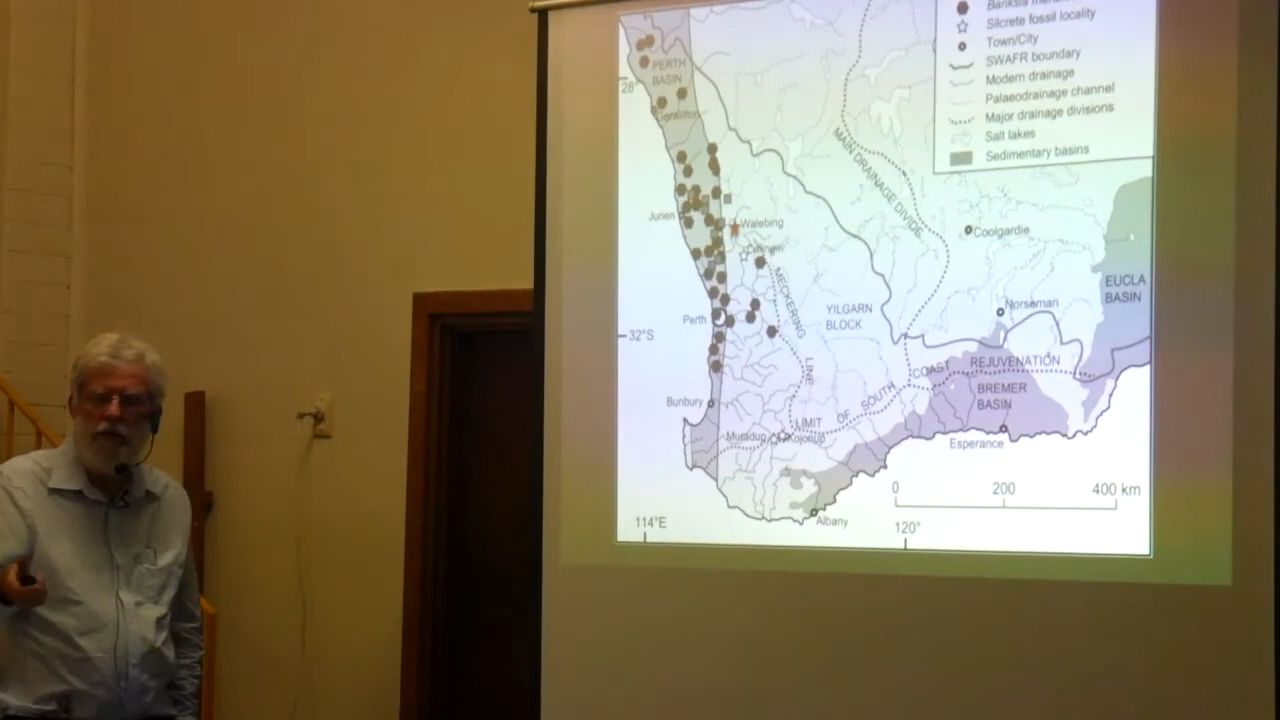 Banksia
Silcrete fossil locality
Town/City
SWAFR boundary
Modern drainage
Palaeodrainage channel
Major drainage divisions
Salt lakes
Sedimentary basins
PERTH
BASIN
28°
Geraldton
MAIN DRAINAGE DIVIDE
Jurien
Walebing
Coolgardie
MECKERING
LINE
YILGARN
BLOCK
EUCLA
BASIN
Norseman
Perth
32°S
LIMIT OF SOUTH COAST REJUVENATION
BREMER
BASIN
Bunbury
Muradup
Kojonup
Esperance
Albany
0 200 400 km
114°E
120°